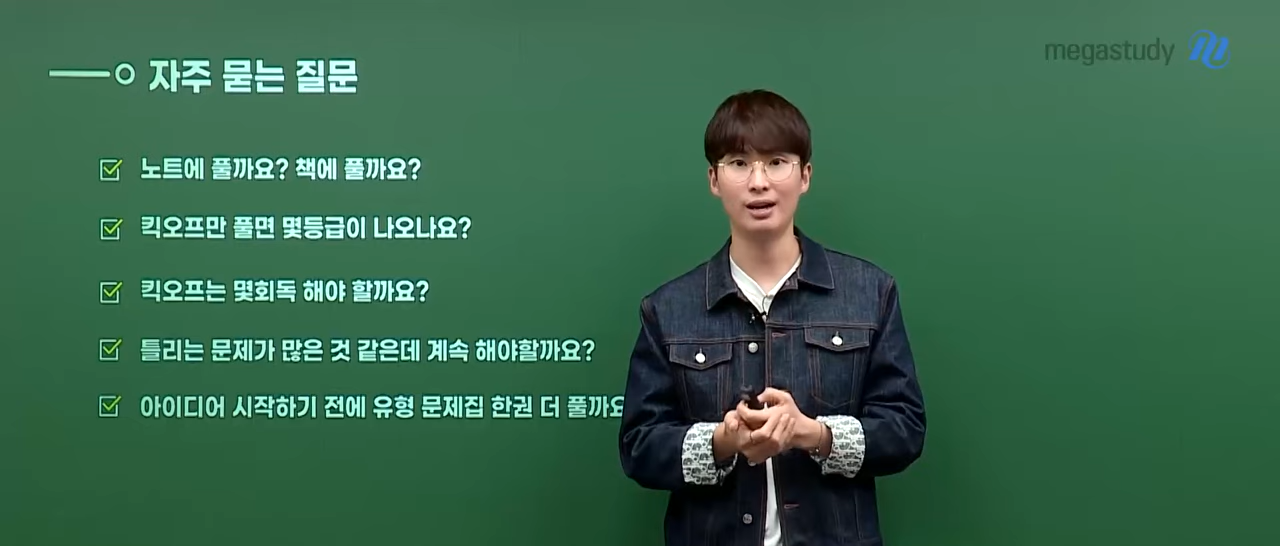 자주 묻는 질문
megastudy
노트에 풀까요? 책에 풀까요?
킥오프만 풀면 몇등급이 나오나요?
킥오프는 몇회독 해야 할까요?
틀리는 문제가 많은 것 같은데 계속 해야할까요?
아이디어 시작하기 전에 유형 문제집 한권 더